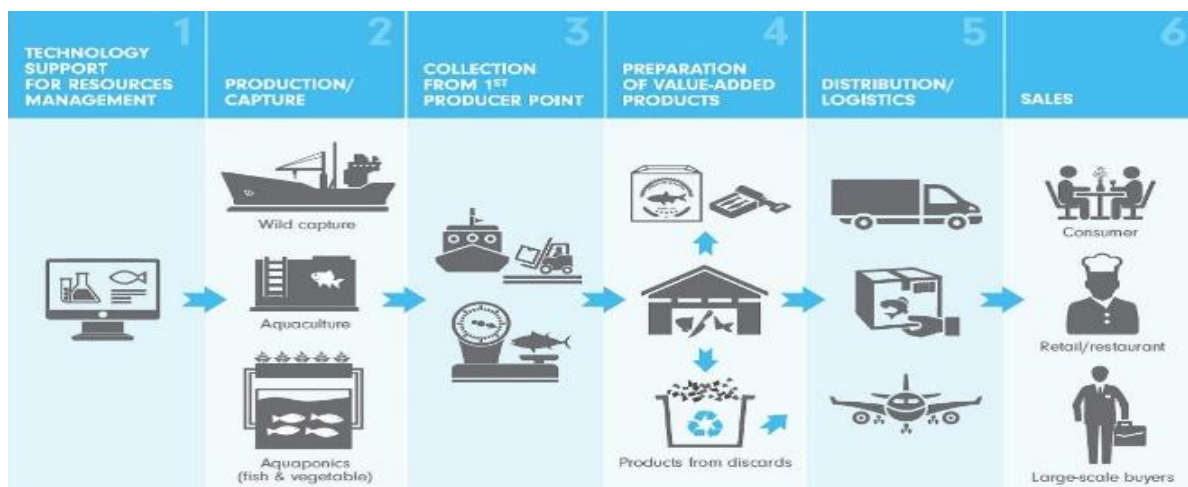 1
TECHNOLOGY
SUPPORT
FOR RESOURCES
MANAGEMENT
2
PRODUCTION/
CAPTURE
Wild capture
Aquaculture
Aquaponics
(fish & vegetable)
3
COLLECTION
FROM 1ST
PRODUCER POINT
4
PREPARATION
OF VALUE-ADDED
PRODUCTS
Products from discards
5
DISTRIBUTION/
LOGISTICS
6
SALES
Consumer
Retail/restaurant
Large-scale buyers